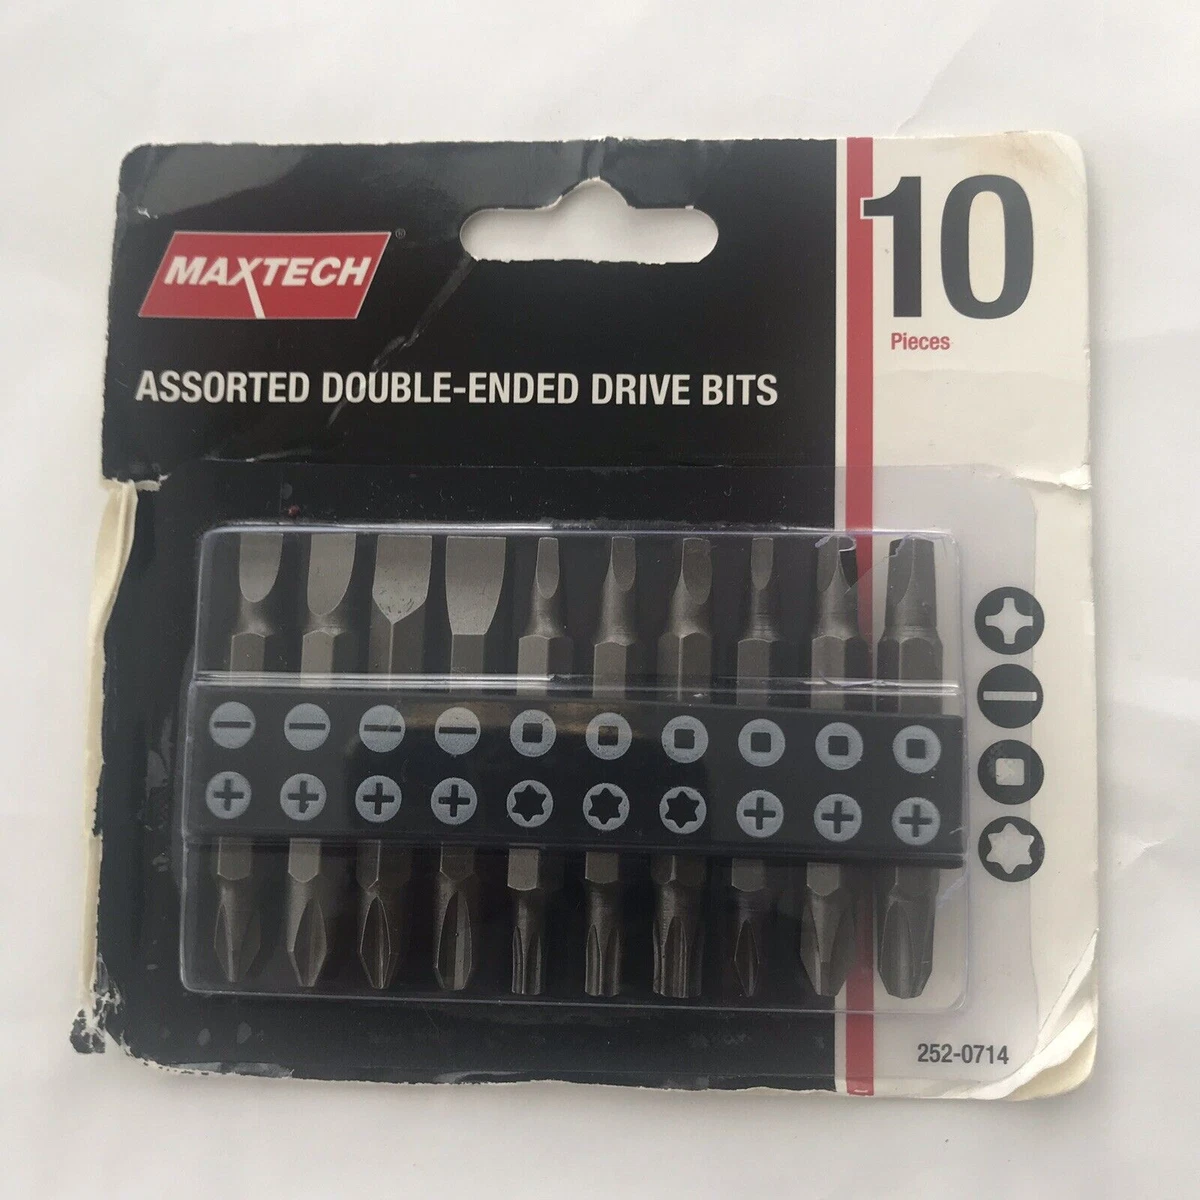 MAXTECH®
10
Pieces
ASSORTED DOUBLE-ENDED DRIVE BITS
252-0714